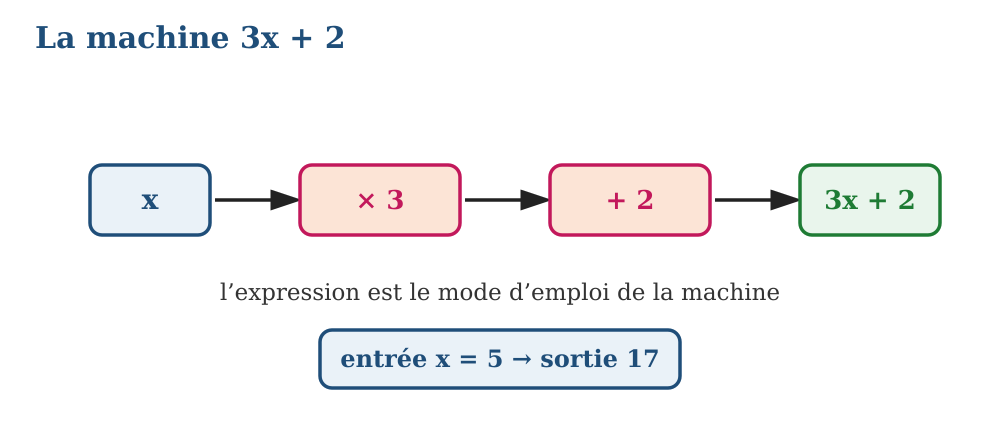 La machine 3x + 2
x
× 3
+ 2
3x + 2
l’expression est le mode d’emploi de la machine
entrée x = 5 → sortie 17